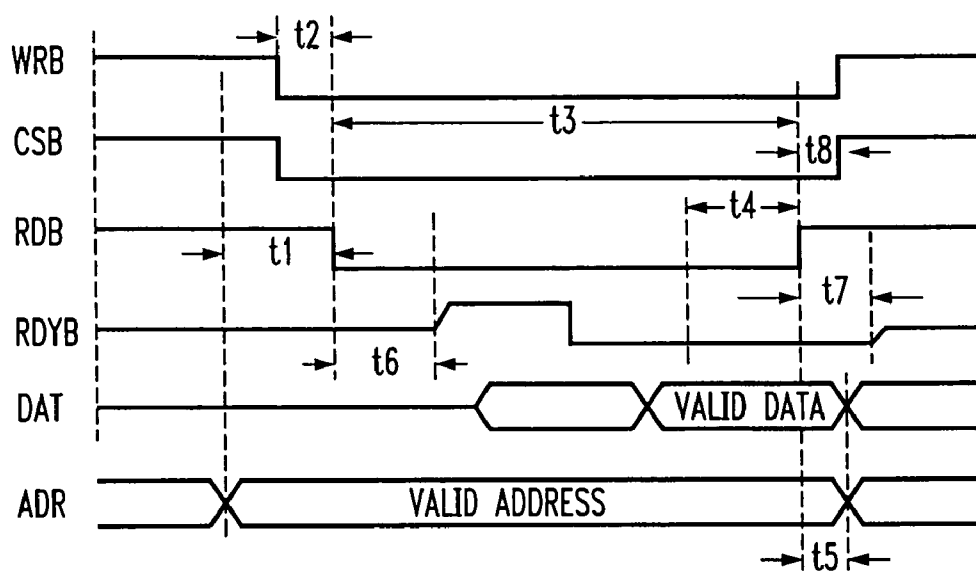 t2
WRB
t3
CSB
t8
t4
RDB
t1
t7
RDYB
t6
DAT
VALID DATA
ADR
VALID ADDRESS
t5